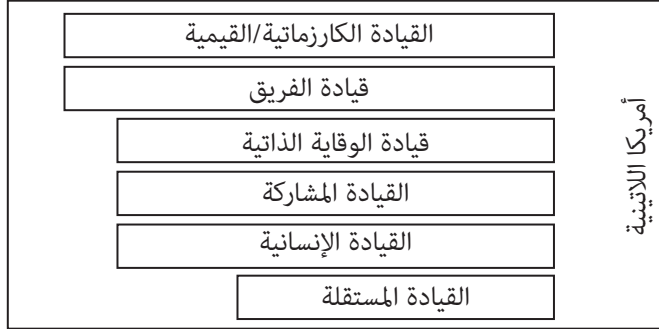 القيادة الكارزماتية/القيمية
قيادة الفريق
قيادة الوقاية الذاتية
القيادة المشاركة
القيادة الإنسانية
القيادة المستقلة
أمريكا اللاتينية